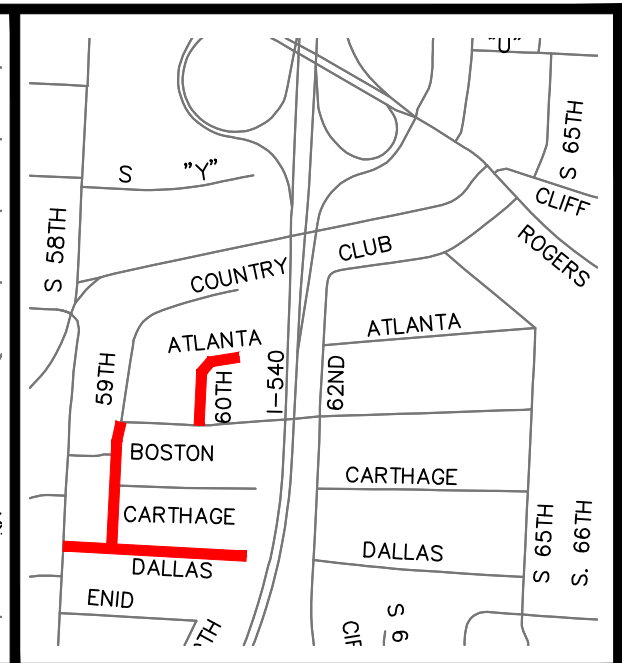 "U"
S 65TH
S "Y"
CLIFF
S 58TH
ROGERS
CLUB
COUNTRY
ATLANTA
ATLANTA
59TH
60TH
I-540
62ND
BOSTON
CARTHAGE
CARTHAGE
S 65TH
S. 66TH
DALLAS
DALLAS
ENID
S 6